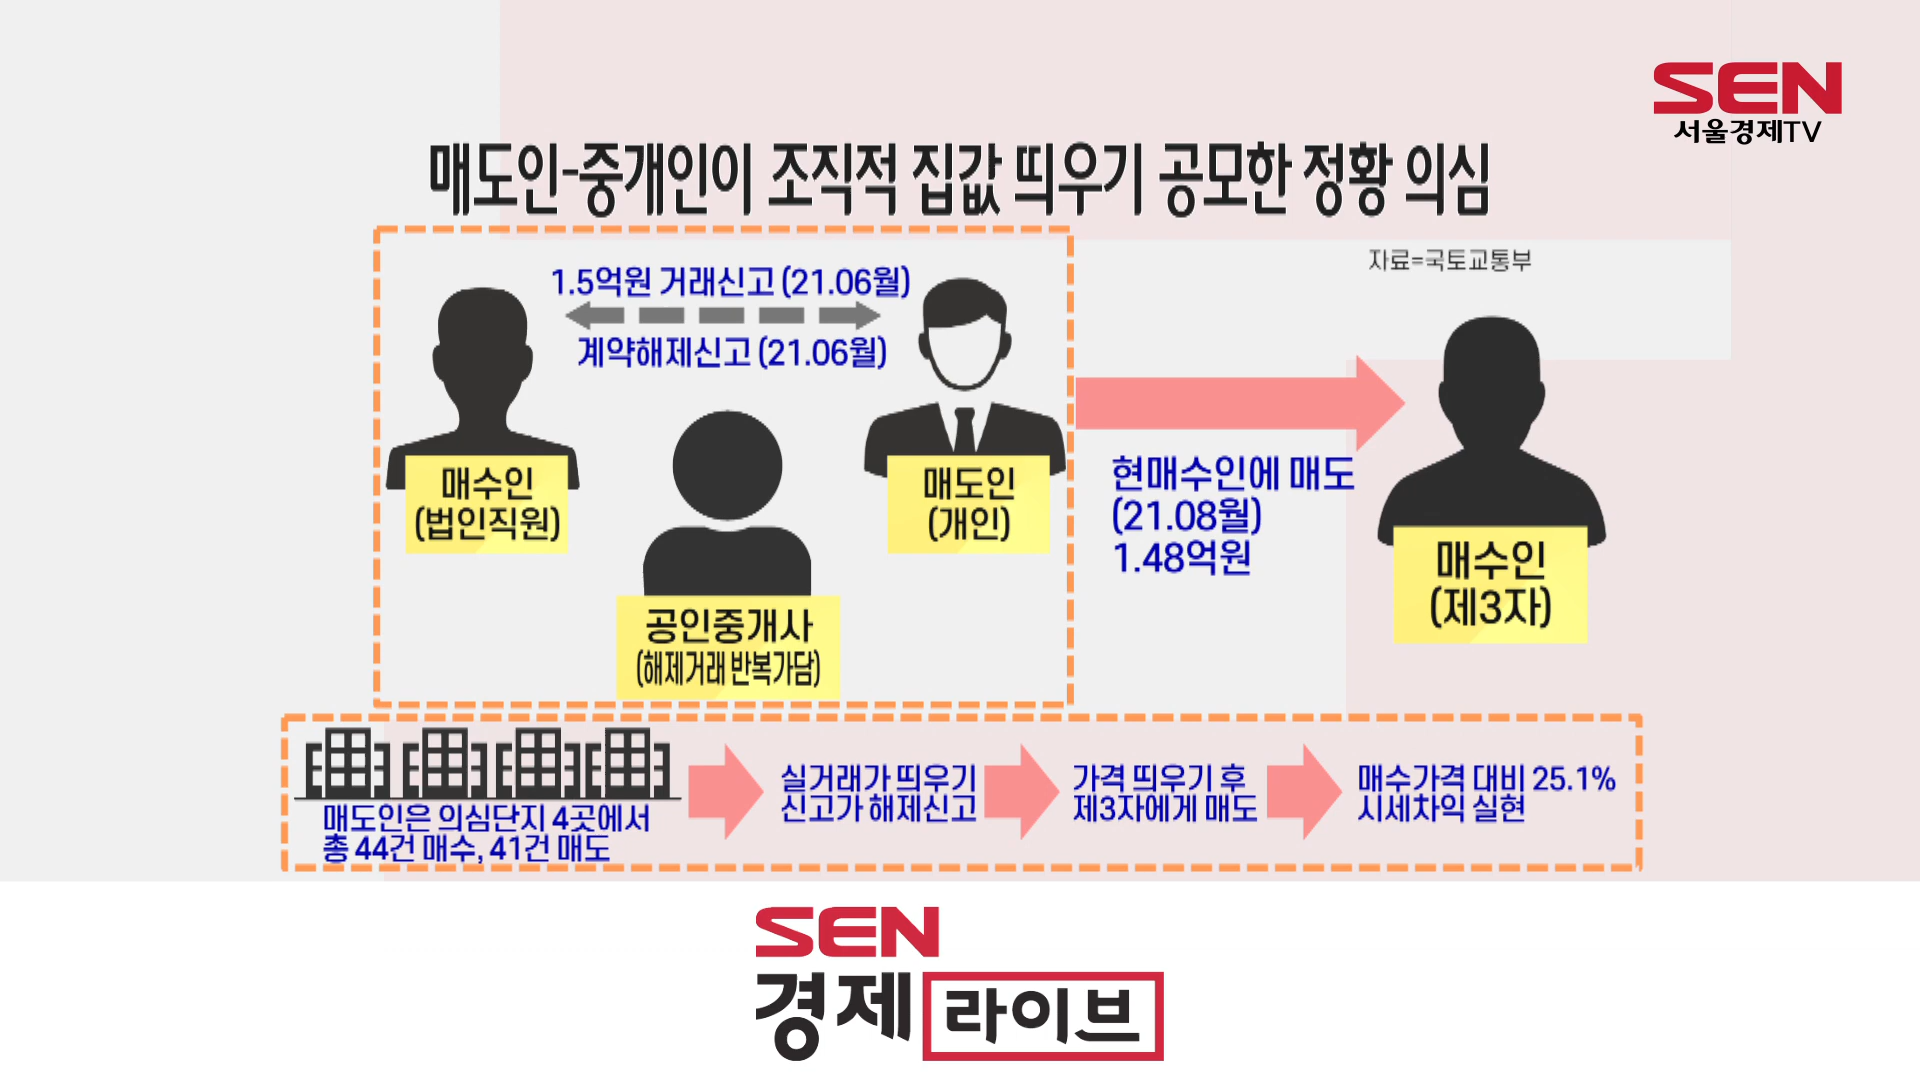 SEN
서울경제TV
매도인-중개인이 조직적 집값 띄우기 공모한 정황 의심
자료=국토교통부
1.5억원 거래신고 (21.06월)
계약해제신고 (21.06월)
매수인
(법인직원)
매도인
(개인)
공인중개사
(해제거래 반복가담)
현매수인에 매도
(21.08월)
1.48억원
매수인
(제3자)
매도인은 의심단지 4곳에서
총 44건 매수, 41건 매도
실거래가 띄우기
신고가 해제신고
가격 띄우기 후
제3자에게 매도
매수가격 대비 25.1%
시세차익 실현
SEN
경제 라이브